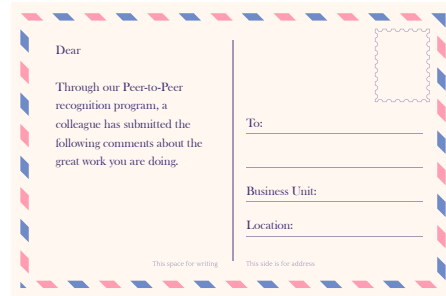 Dear
Through our Peer-to-Peer
recognition program, a
colleague has submitted the
following comments about the
great work you are doing.
To:
Business Unit:
Location:
This space for writing
This side is for address